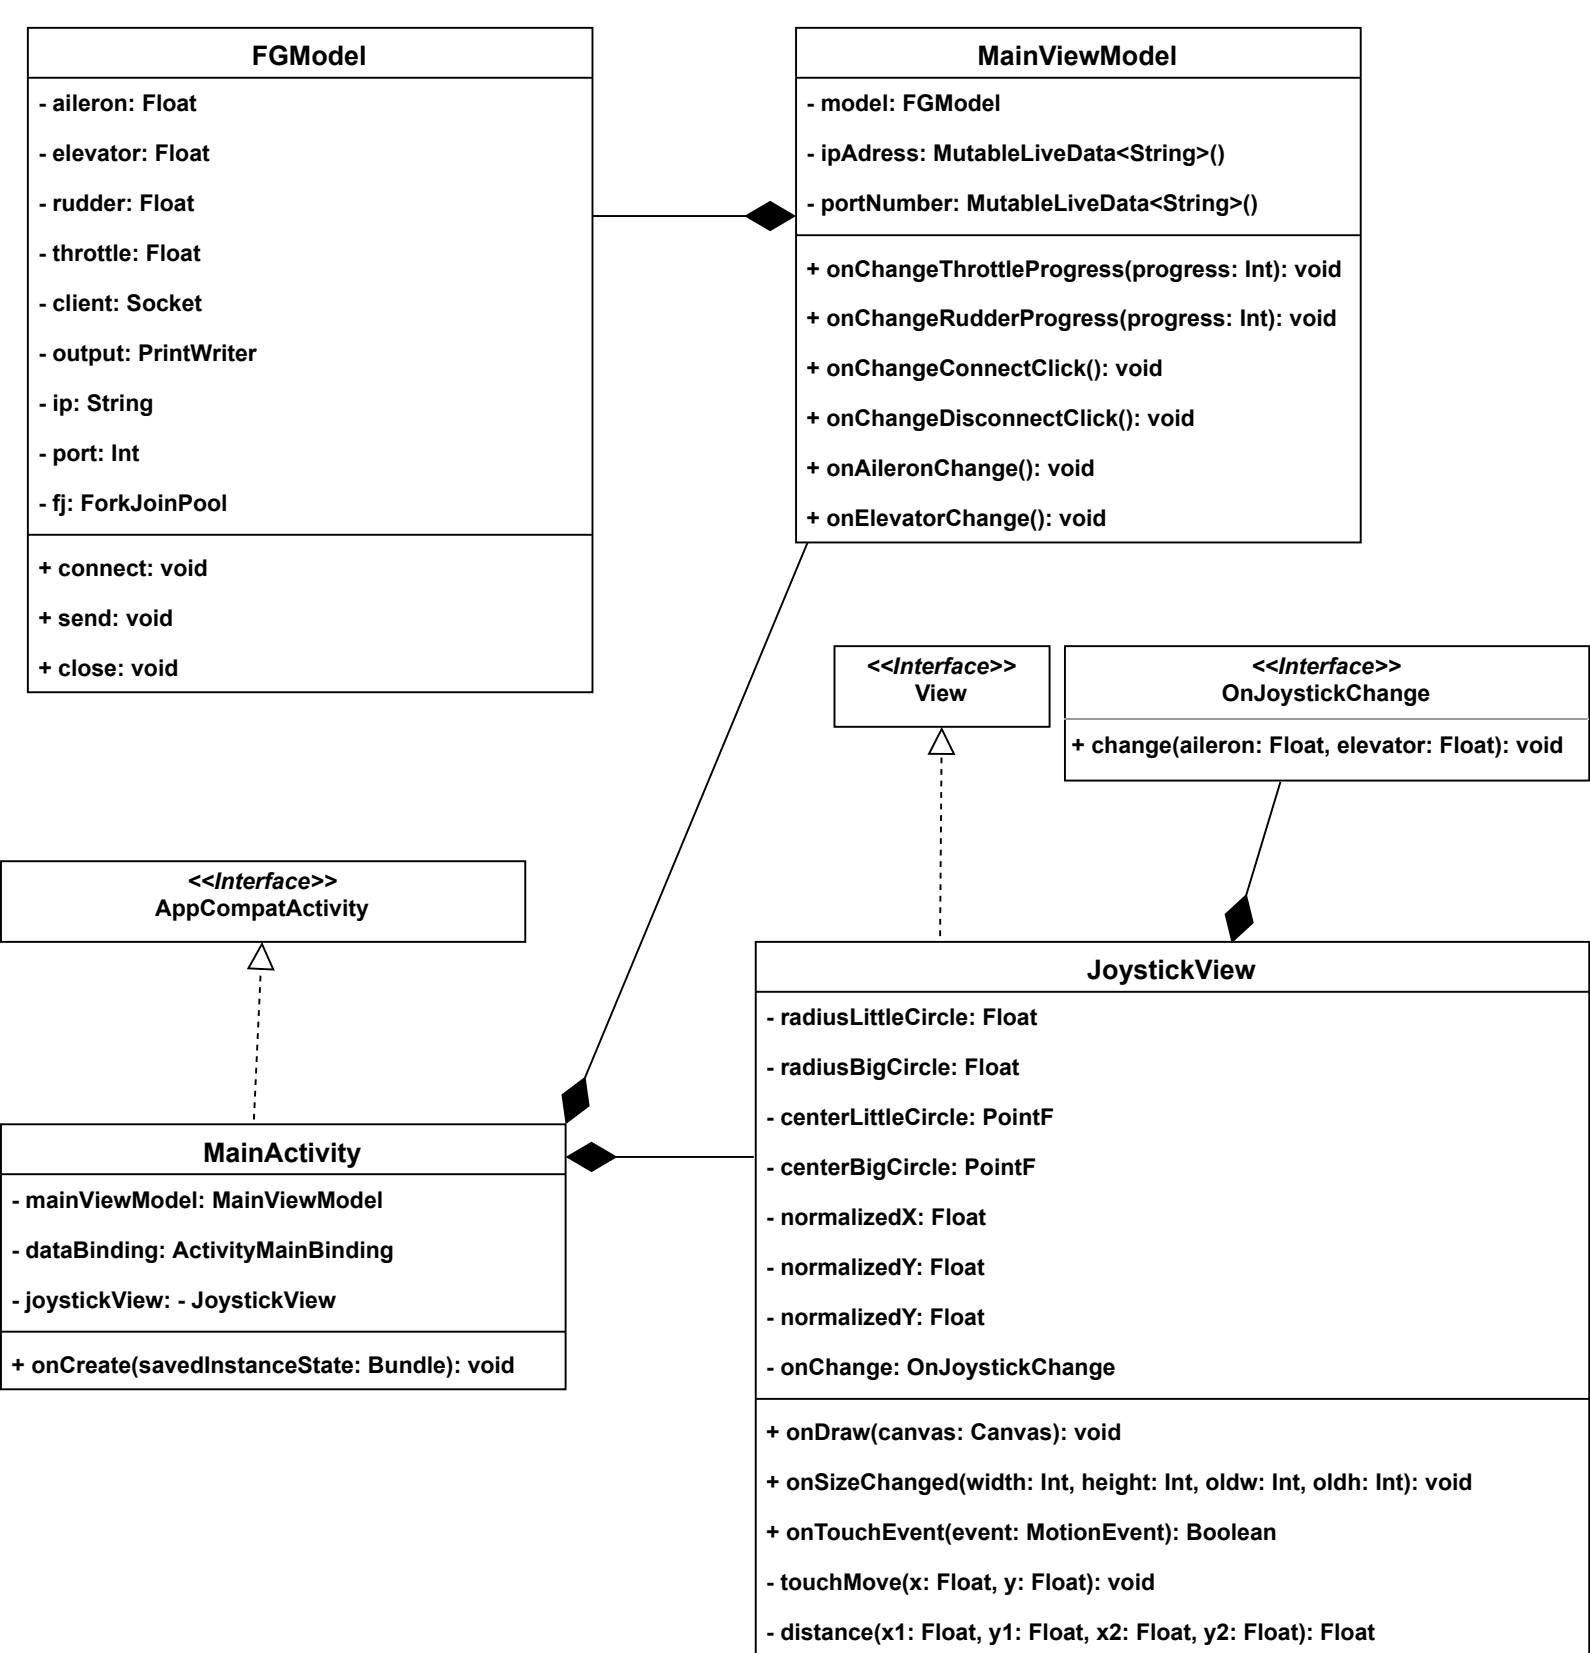 FGModel
- aileron: Float
- elevator: Float
- rudder: Float
- throttle: Float
- client: Socket
- output: PrintWriter
- ip: String
- port: Int
- fj: ForkJoinPool
+ connect: void
+ send: void
+ close: void
MainViewModel
- model: FGModel
- ipAdress: MutableLiveData<String>()
- portNumber: MutableLiveData<String>()
+ onChangeThrottleProgress(progress: Int): void
+ onChangeRudderProgress(progress: Int): void
+ onChangeConnectClick(): void
+ onChangeDisconnectClick(): void
+ onAileronChange(): void
+ onElevatorChange(): void
<<Interface>>
View
<<Interface>>
OnJoystickChange
+ change(aileron: Float, elevator: Float): void
<<Interface>>
AppCompatActivity
MainActivity
- mainViewModel: MainViewModel
- dataBinding: ActivityMainBinding
- joystickView: - JoystickView
+ onCreate(savedInstanceState: Bundle): void
JoystickView
- radiusLittleCircle: Float
- radiusBigCircle: Float
- centerLittleCircle: PointF
- centerBigCircle: PointF
- normalizedX: Float
- normalizedY: Float
- normalizedY: Float
- onChange: OnJoystickChange
+ onDraw(canvas: Canvas): void
+ onSizeChanged(width: Int, height: Int, oldw: Int, oldh: Int): void
+ onTouchEvent(event: MotionEvent): Boolean
- touchMove(x: Float, y: Float): void
- distance(x1: Float, y1: Float, x2: Float, y2: Float): Float